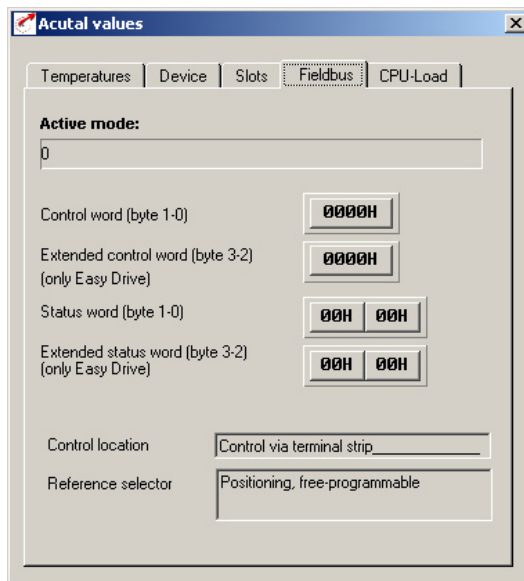 Acutal values
Temperatures Device Slots Fieldbus CPU-Load
Active mode:
0
Control word (byte 1-0) 0000H
Extended control word (byte 3-2) 0000H
(only Easy Drive)
Status word (byte 1-0) 00H 00H
Extended status word (byte 3-2) 00H 00H
(only Easy Drive)
Control location Control via terminal strip____________
Reference selector Positioning, free-programmable